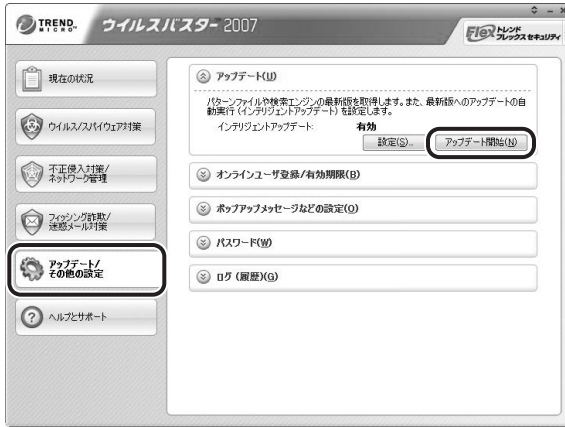 TREND MICRO ウイルスバスター 2007
Flex トレンド フレックス セキュリティ
現在の状況
ウイルス/スパイウェア対策
不正侵入対策/
ネットワーク管理
フィッシング詐欺/
迷惑メール対策
アップデート/
その他の設定
ヘルプとサポート
アップデート(U)
パターンファイルや検索エンジンの最新版を取得します。また、最新版へのアップデートの自
動実行(インテリジェントアップデート)を設定します。
インテリジェントアップデート: 有効
設定(S)... アップデート開始(N)
オンラインユーザ登録/有効期限(B)
ポップアップメッセージなどの設定(O)
パスワード(W)
ログ (履歴)(G)